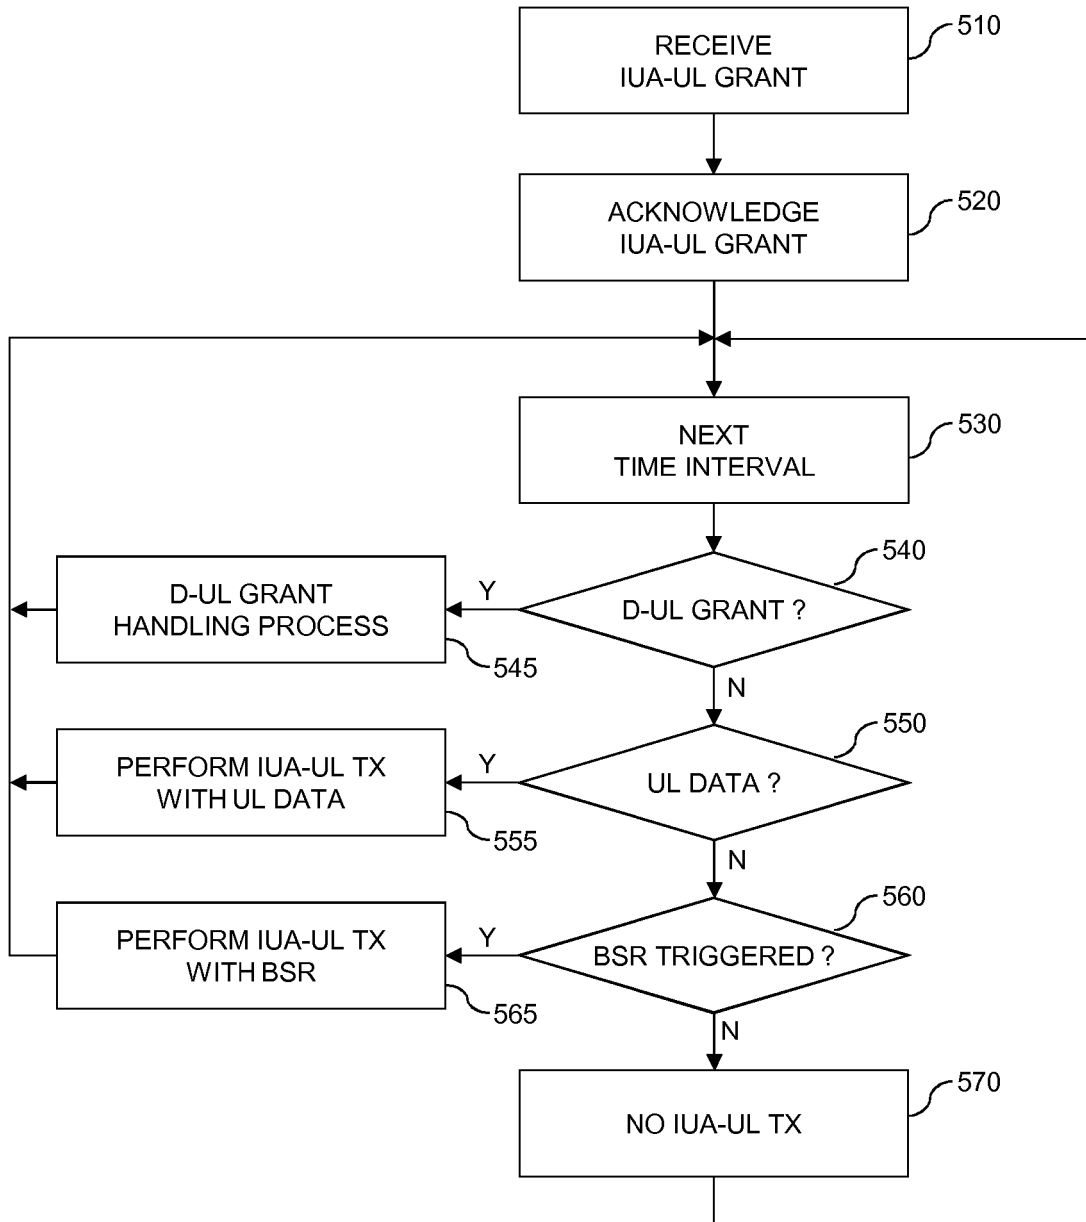 RECEIVE
IUA-UL GRANT
510
ACKNOWLEDGE
IUA-UL GRANT
520
NEXT
TIME INTERVAL
530
D-UL GRANT ?
540
Y
D-UL GRANT
HANDLING PROCESS
545
N
UL DATA ?
550
Y
PERFORM IUA-UL TX
WITH UL DATA
555
N
BSR TRIGGERED ?
560
Y
PERFORM IUA-UL TX
WITH BSR
565
N
NO IUA-UL TX
570